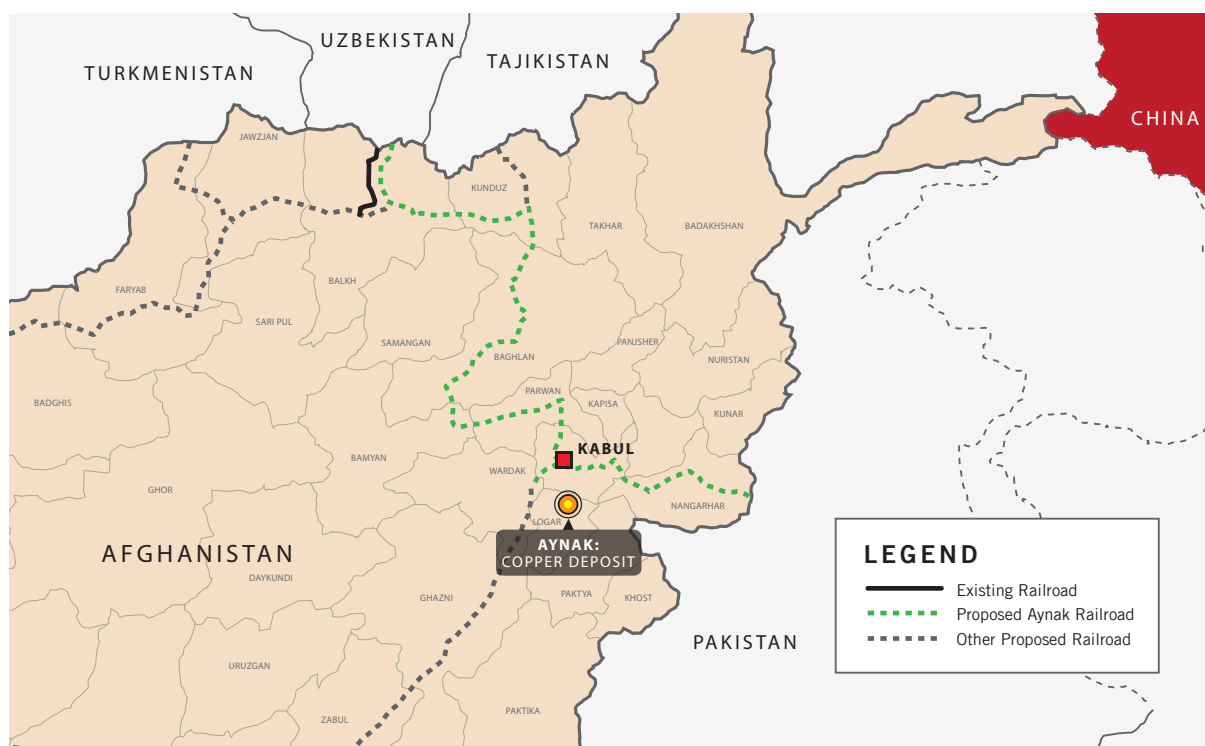 UZBEKISTAN
TURKMENISTAN
TAJIKISTAN
CHINA
JAWZJAN
KUNDUZ
TAKHAR
BADAKHSHAN
FARYAB
BALKH
SARI PUL
SAMANGAN
BAGHLAN
PANJSHER
NURISTAN
BADGHIS
PARWAN
KAPISA
KUNAR
KABUL
BAMYAN
WARDAK
GHOR
NANGARHAR
LOGAR
AYNAK:
COPPER DEPOSIT
AFGHANISTAN
DAYKUNDI
GHAZNI
PAKTYA
KHOST
PAKISTAN
URUZGAN
ZABUL
PAKTIKA
LEGEND
Existing Railroad
Proposed Aynak Railroad
Other Proposed Railroad